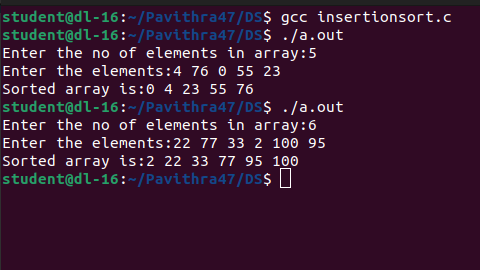 student@dl-16:~/Pavithra47/DS$ gcc insertionsort.c
student@dl-16:~/Pavithra47/DS$ ./a.out
Enter the no of elements in array:5
Enter the elements:4 76 0 55 23
Sorted array is:0 4 23 55 76
student@dl-16:~/Pavithra47/DS$ ./a.out
Enter the no of elements in array:6
Enter the elements:22 77 33 2 100 95
Sorted array is:2 22 33 77 95 100
student@dl-16:~/Pavithra47/DS$